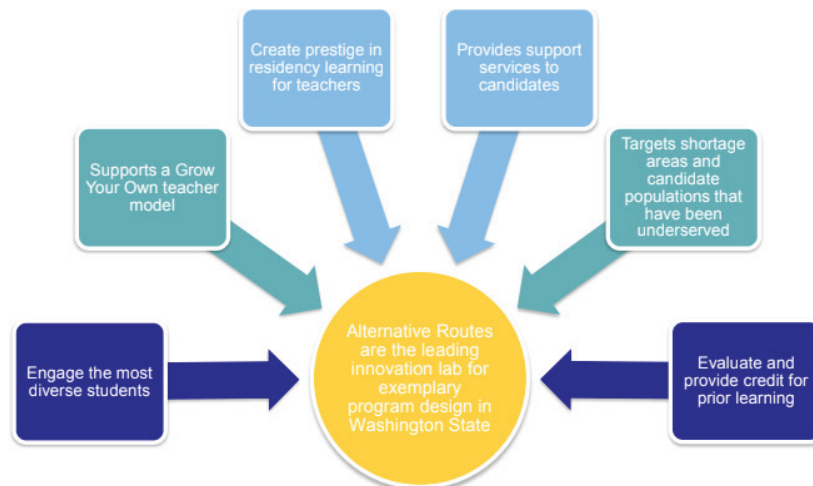 Create prestige in
residency learning
for teachers
Provides support
services to
candidates
Supports a Grow
Your Own teacher
model
Targets shortage
areas and
candidate
populations that
have been
underserved
Engage the most
diverse students
Alternative Routes
are the leading
innovation lab for
exemplary
program design in
Washington State
Evaluate and
provide credit for
prior learning